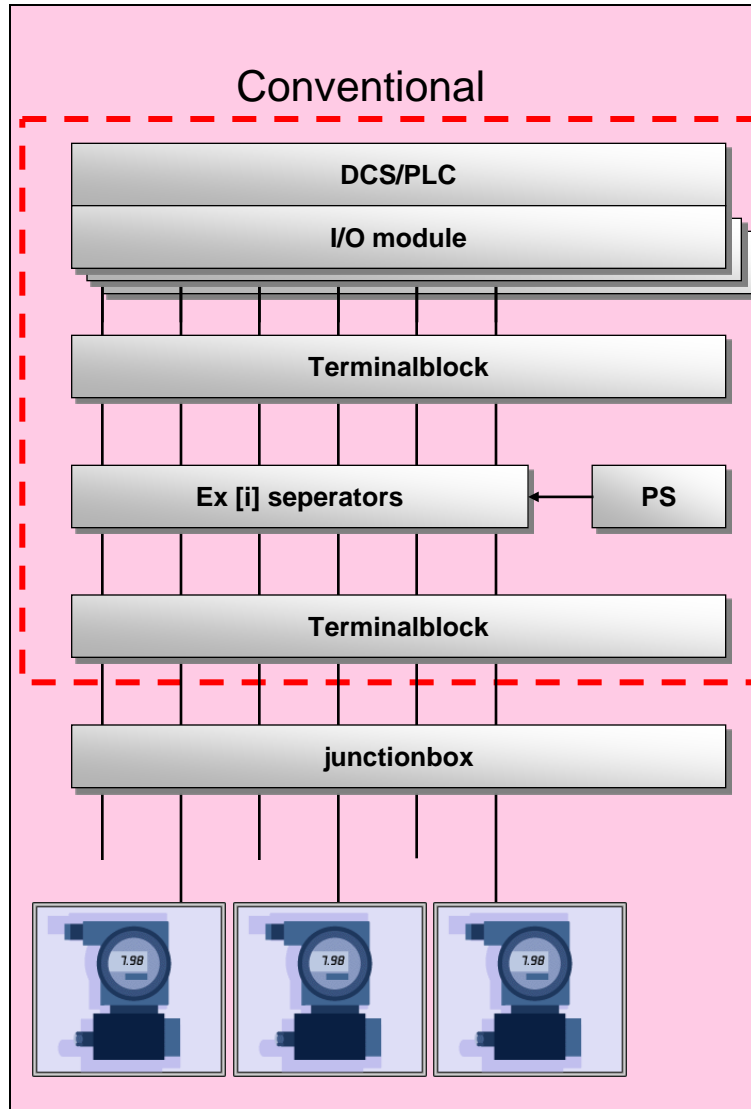 Conventional
DCS/PLC
I/O module
Terminalblock
Ex [i] seperators
PS
Terminalblock
junctionbox
7.98
7.98
7.98